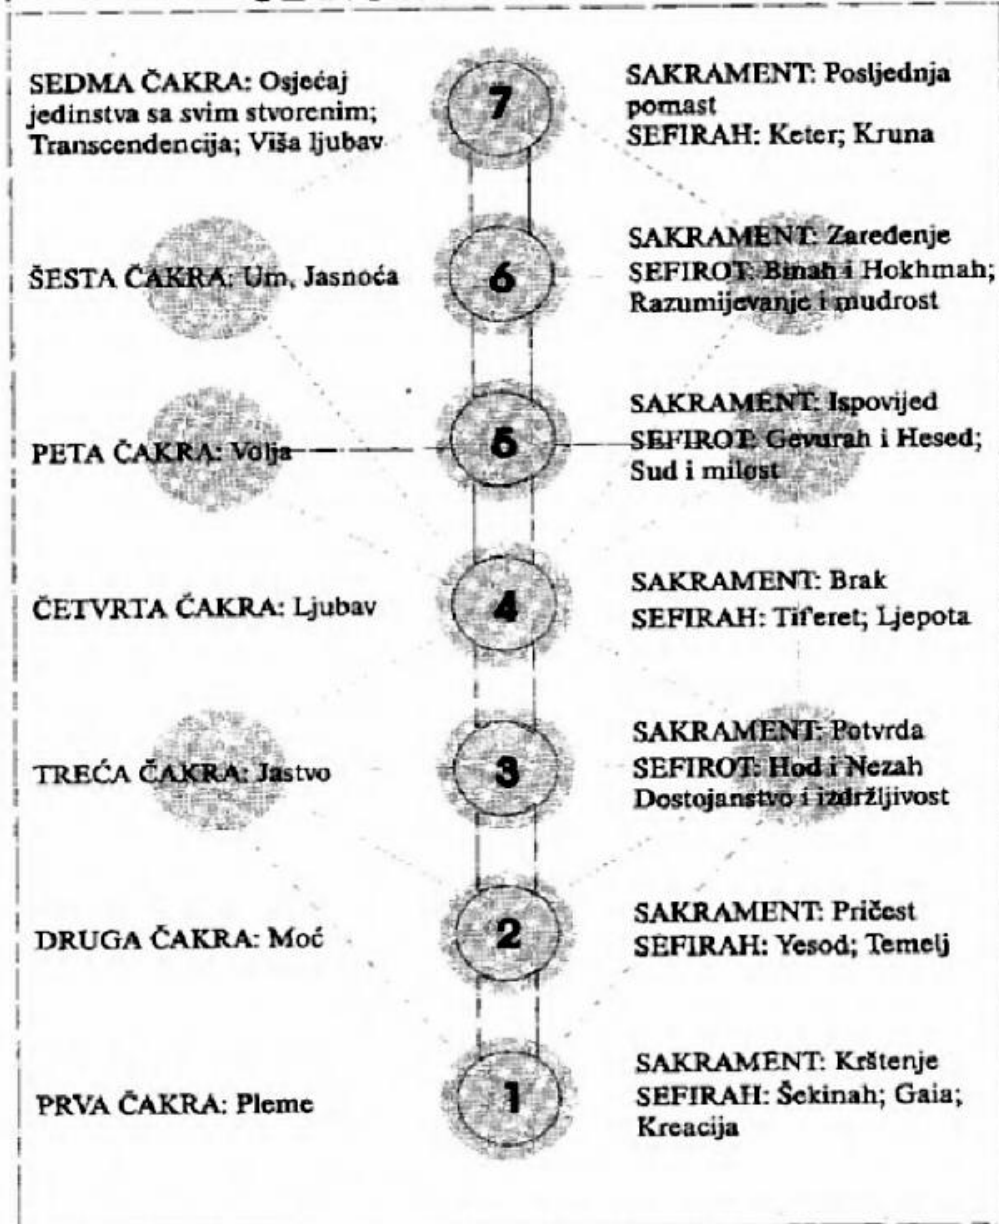 SEDMA ČAKRA: Osjećaj
jedinstva sa svim stvorenim;
Transcendencija; Viša ljubav
7
SAKRAMENT: Posljednja
pomast
SEFIRAH: Keter; Kruna
ŠESTA ČAKRA: Um, Jasnoća
6
SAKRAMENT: Zaređenje
SEFIROT: Binah i Hokhmah;
Razumijevanje i mudrost
PETA ČAKRA: Volja
5
SAKRAMENT: Ispovijed
SEFIROT: Gevurah i Hesed;
Sud i milost
ČETVRTA ČAKRA: Ljubav
4
SAKRAMENT: Brak
SEFIRAH: Tiferet; Ljepota
TREĆA ČAKRA: Jastvo
3
SAKRAMENT: Potvrda
SEFIROT: Hod i Nezah
Dostojanstvo i izdržljivost
DRUGA ČAKRA: Moć
2
SAKRAMENT: Pričest
SEFIRAH: Yesod; Temelj
PRVA ČAKRA: Pleme
1
SAKRAMENT: Krštenje
SEFIRAH: Šekinah; Gaia;
Kreacija